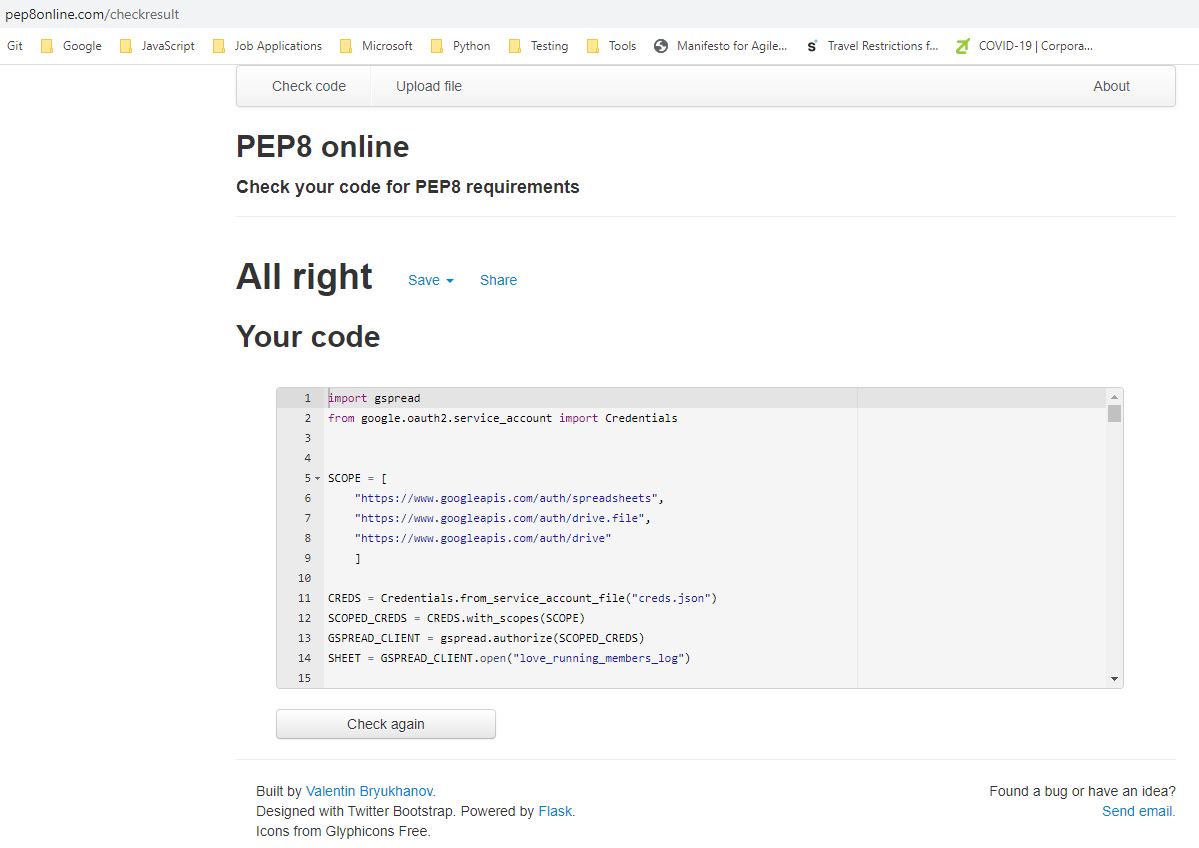 pep8online.com/checkresult
Git Google JavaScript Job Applications Microsoft Python Testing Tools Manifesto for Agile... Travel Restrictions f... COVID-19 | Corpora...
Check code Upload file About
PEP8 online
Check your code for PEP8 requirements
All right Save Share
Your code
1 import gspread
2 from google.oauth2.service_account import Credentials
3
4
5 SCOPE = [
6 "https://www.googleapis.com/auth/spreadsheets",
7 "https://www.googleapis.com/auth/drive.file",
8 "https://www.googleapis.com/auth/drive"
9 ]
10
11 CREDS = Credentials.from_service_account_file("creds.json")
12 SCOPED_CREDS = CREDS.with_scopes(SCOPE)
13 GSPREAD_CLIENT = gspread.authorize(SCOPED_CREDS)
14 SHEET = GSPREAD_CLIENT.open("love_running_members_log")
15
Check again
Built by Valentin Bryukhanov. Found a bug or have an idea?
Designed with Twitter Bootstrap. Powered by Flask. Send email.
Icons from Glyphicons Free.